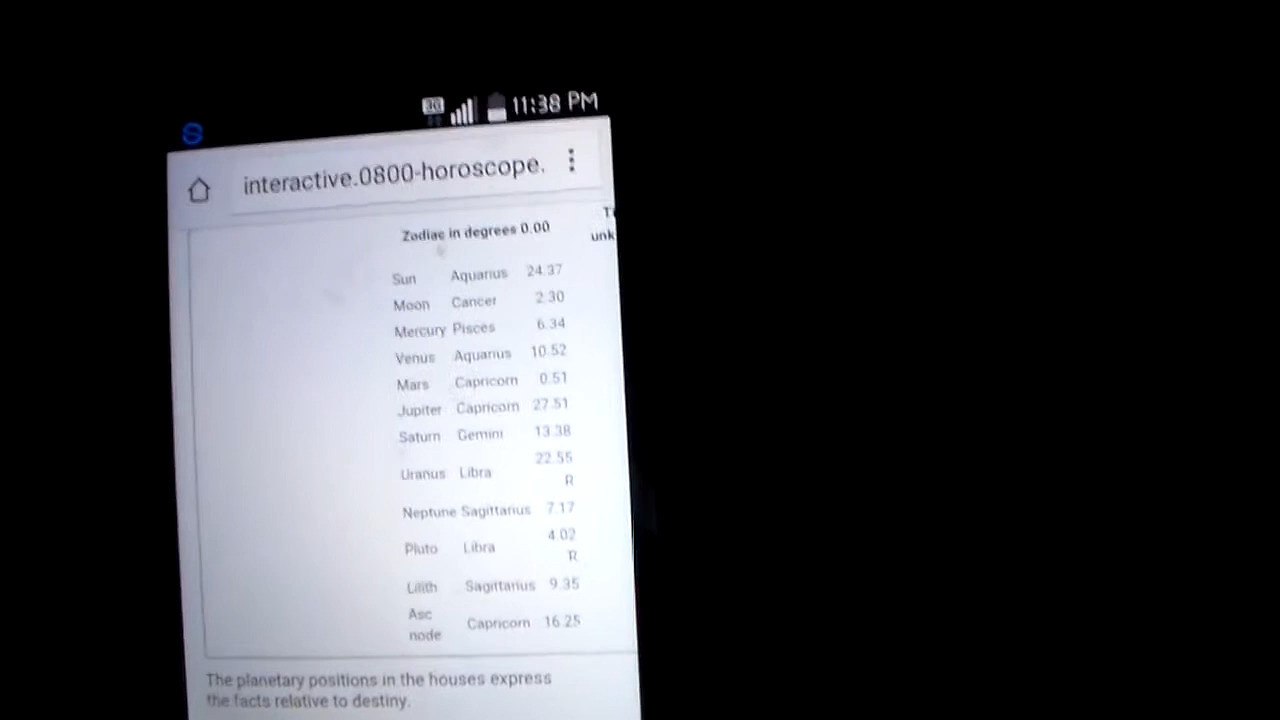 3G 11:38 PM
interactive.0800-horoscope.
Zodiac in degrees 0.00
unk
Sun Aquarius 24.37
Moon Cancer 2.30
Mercury Pisces 6.34
Venus Aquarius 10.52
Mars Capricorn 0.51
Jupiter Capricorn 27.51
Saturn Gemini 13.38
Uranus Libra 22.55
R
Neptune Sagittarius 7.17
Pluto Libra 4.02
R
Lilith Sagittarius 9.35
Asc
node Capricorn 16.25
The planetary positions in the houses express
the facts relative to destiny.